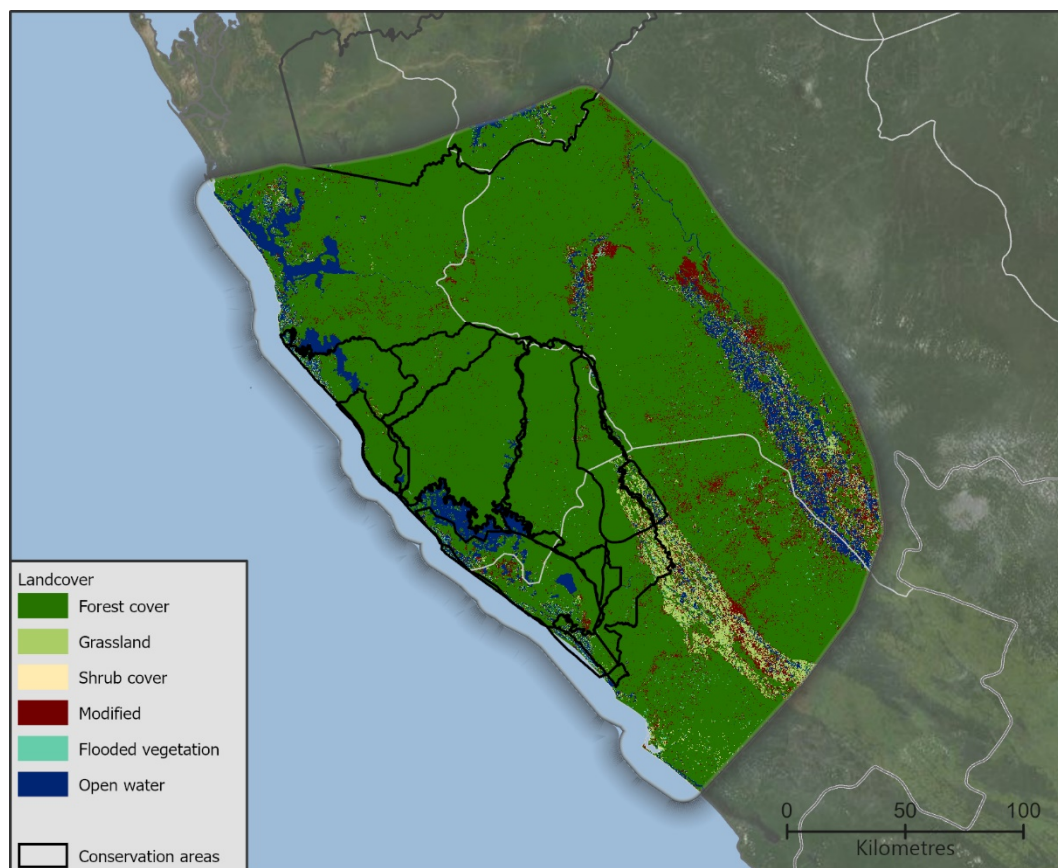 Landcover
Forest cover
Grassland
Shrub cover
Modified
Flooded vegetation
Open water
Conservation areas
0 50 100
Kilometres